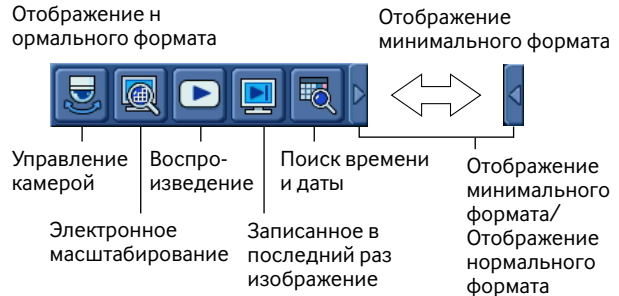 Отображение н
ормального формата
Отображение
минимального формата
Управление
камерой
Воспро-
изведение
Поиск времени
и даты
Отображение
минимального
формата/
Отображение
нормального
формата
Электронное
масштабирование
Записанное в
последний раз
изображение